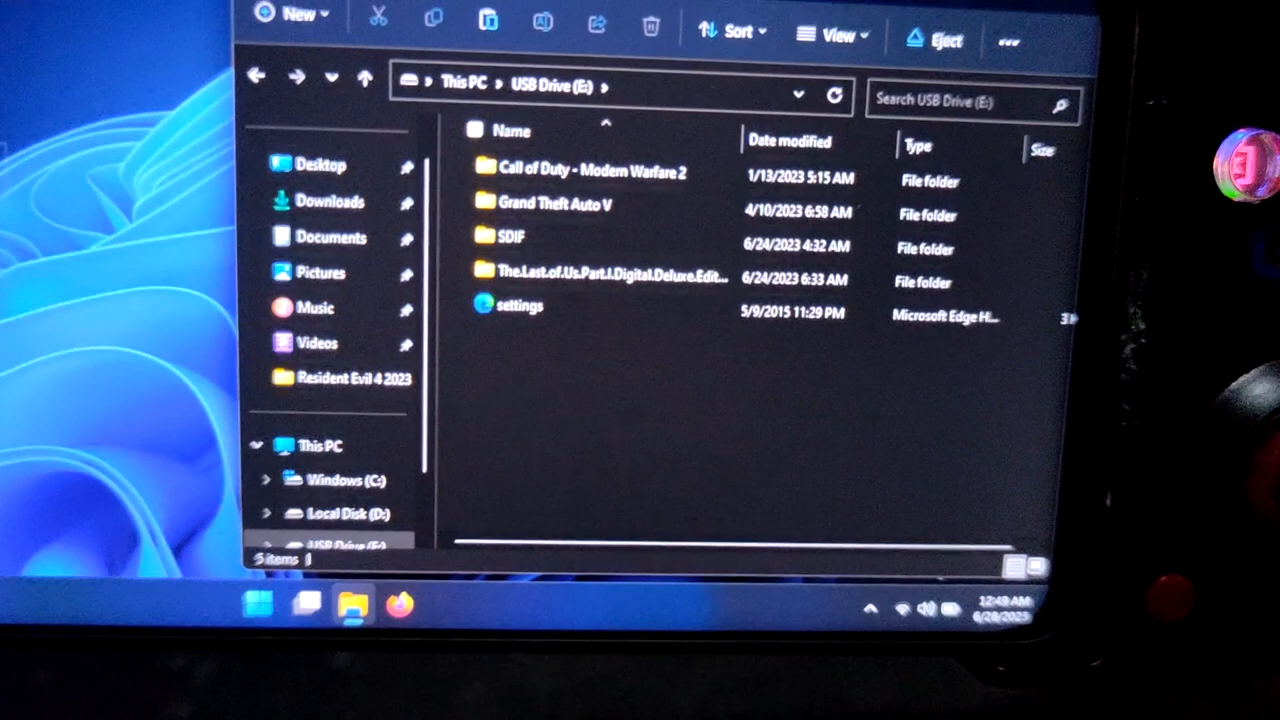 New
Sort
View
Eject
This PC
USB Drive (E:)
Search USB Drive (E:)
Name
Date modified
Type
Size
Desktop
Downloads
Documents
Pictures
Music
Videos
Resident Evil 4 2023
This PC
Windows (C:)
Local Disk (D:)
USB Drive (E:)
Call of Duty - Modern Warfare 2 1/13/2023 5:15 AM File folder
Grand Theft Auto V 4/10/2023 6:58 AM File folder
SDIF 6/24/2023 4:32 AM File folder
The.Last.of.Us.Part.I.Digital.Deluxe.Edit... 6/24/2023 6:33 AM File folder
settings 5/9/2015 11:29 PM Microsoft Edge H...
5 items
12:49 AM
6/28/2023